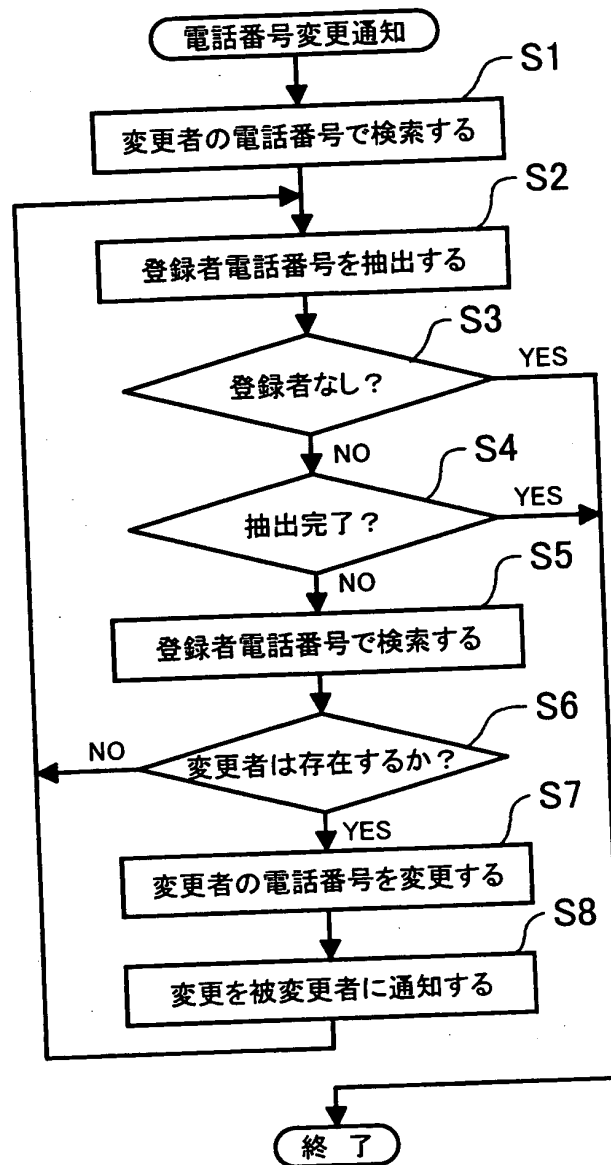 電話番号変更通知
S1
変更者の電話番号で検索する
S2
登録者電話番号を抽出する
S3
登録者なし？
YES
NO
S4
抽出完了？
YES
NO
S5
登録者電話番号で検索する
S6
変更者は存在するか？
NO
YES
S7
変更者の電話番号を変更する
S8
変更を被変更者に通知する
終 了